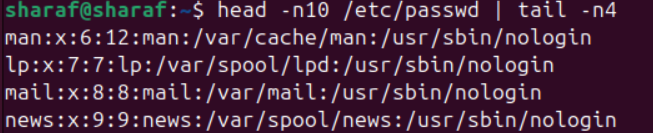 sharaf@sharaf:~$ head -n10 /etc/passwd | tail -n4
man:x:6:12:man:/var/cache/man:/usr/sbin/nologin
lp:x:7:7:lp:/var/spool/lpd:/usr/sbin/nologin
mail:x:8:8:mail:/var/mail:/usr/sbin/nologin
news:x:9:9:news:/var/spool/news:/usr/sbin/nologin